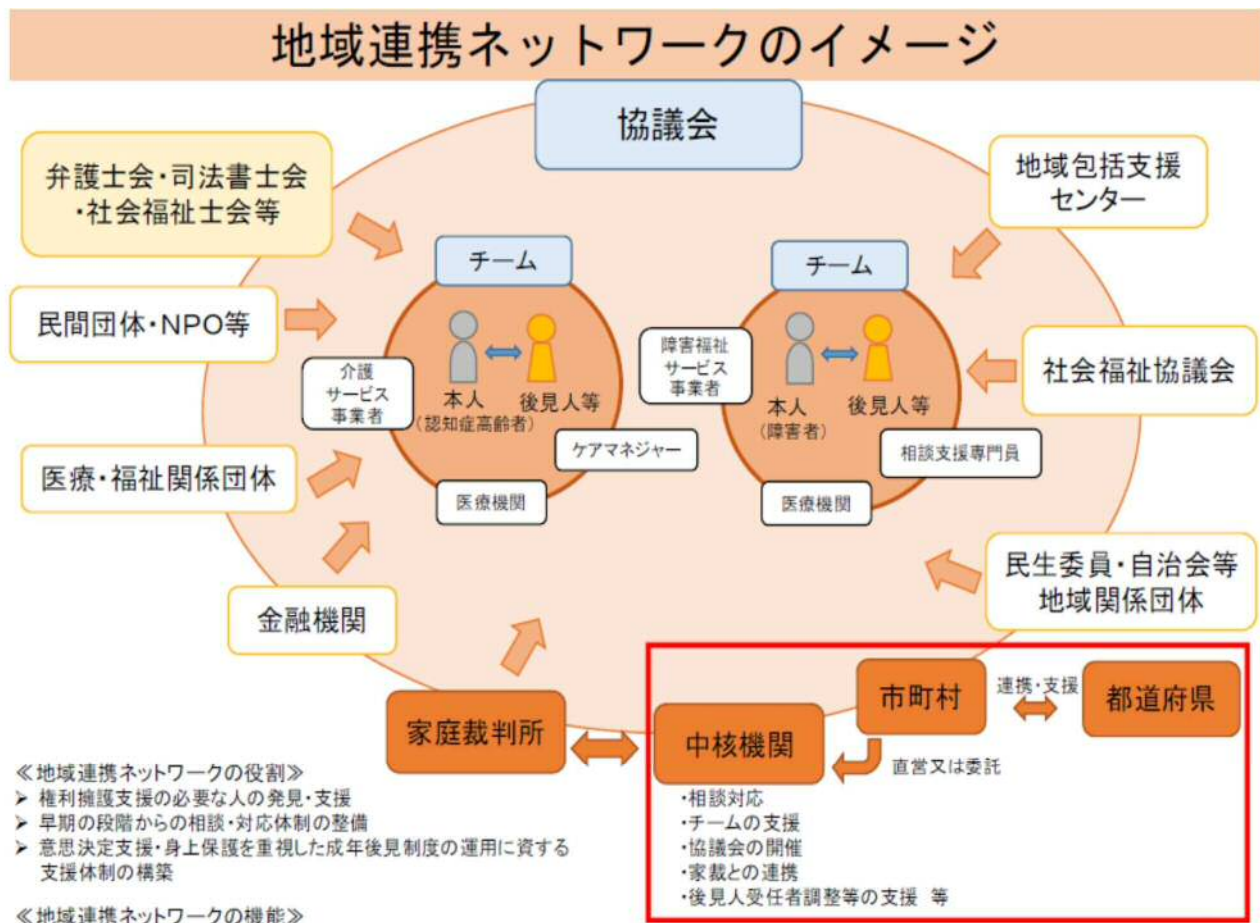 地域連携ネットワークのイメージ
協議会
弁護士会・司法書士会
・社会福祉士会等
地域包括支援
センター
チーム
チーム
民間団体・NPO等
介護
サービス
事業者
本人
(認知症高齢者)
後見人等
障害福祉
サービス
事業者
本人
(障害者)
後見人等
社会福祉協議会
ケアマネジャー
相談支援専門員
医療・福祉関係団体
医療機関
医療機関
金融機関
民生委員・自治会等
地域関係団体
家庭裁判所
中核機関
市町村
連携・支援
都道府県
直営又は委託
・相談対応
・チームの支援
・協議会の開催
・家裁との連携
・後見人受任者調整等の支援 等
≪地域連携ネットワークの役割≫
➢ 権利擁護支援の必要な人の発見・支援
➢ 早期の段階からの相談・対応体制の整備
➢ 意思決定支援・身上保護を重視した成年後見制度の運用に資する
支援体制の構築
≪地域連携ネットワークの機能≫